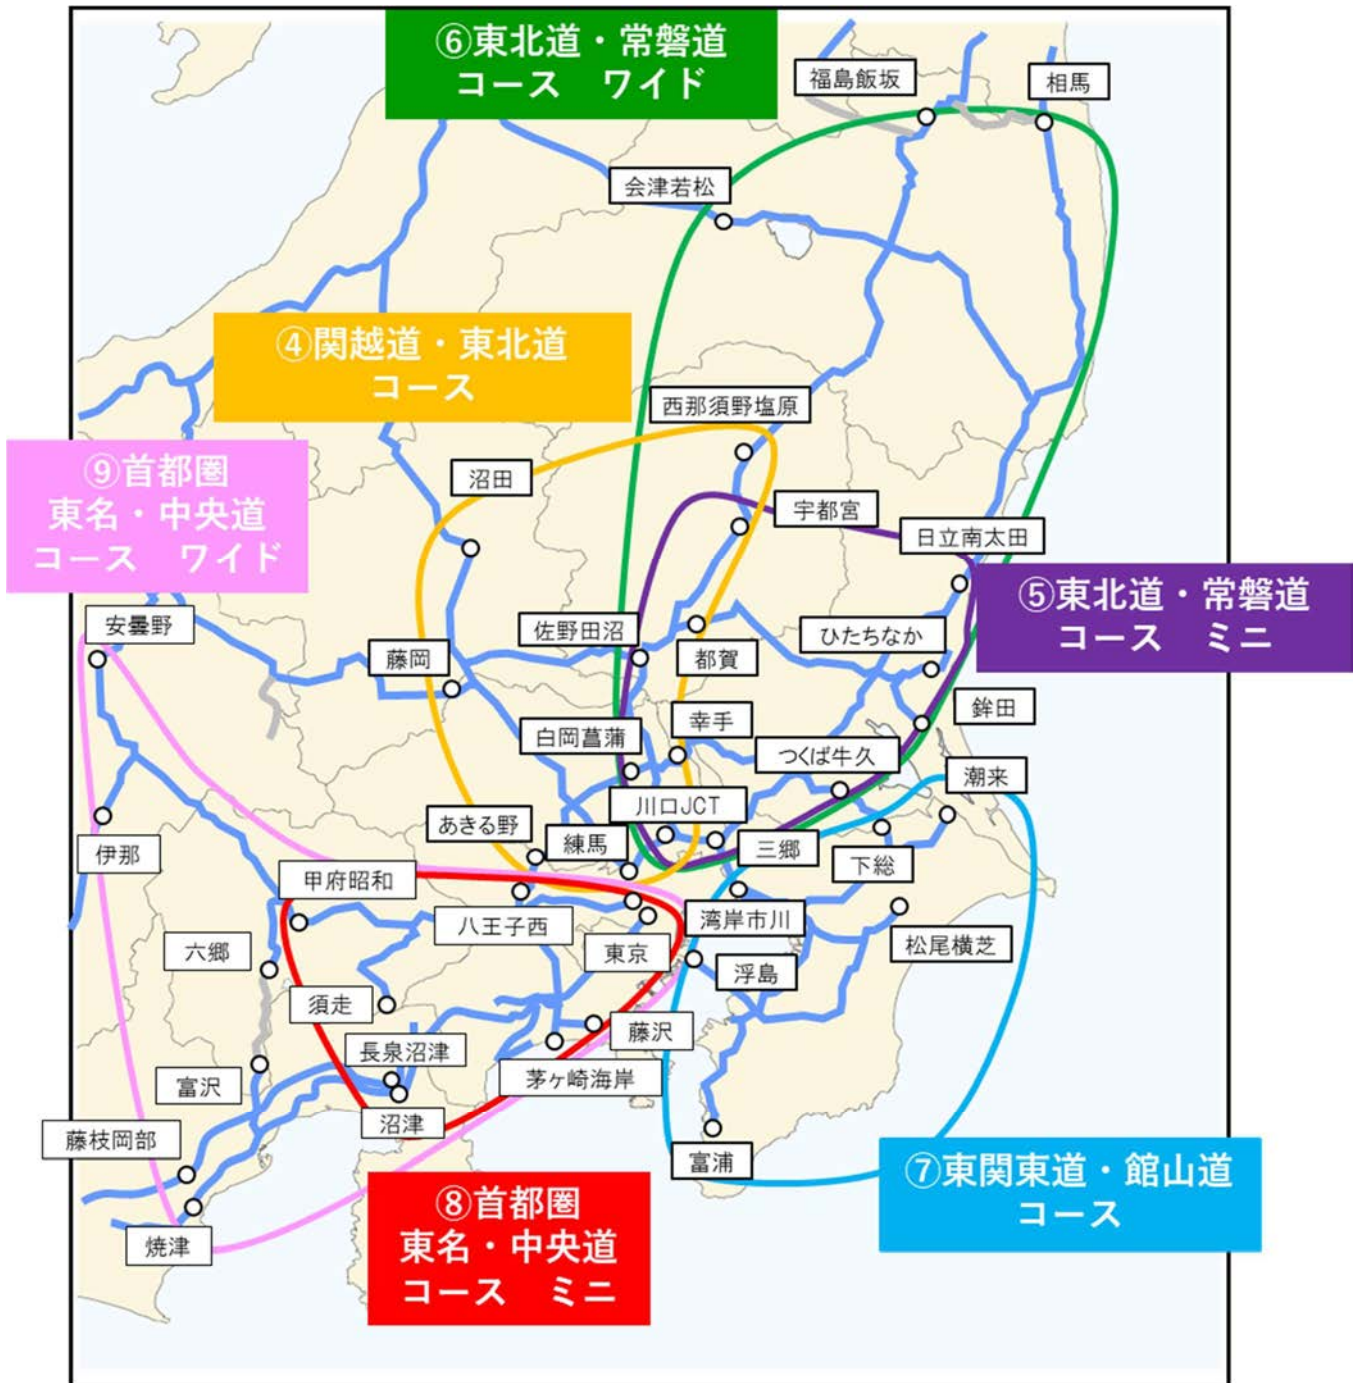 ⑥東北道・常磐道
コース ワイド
福島飯坂
相馬
会津若松
④関越道・東北道
コース
西那須野塩原
⑨首都圏
東名・中央道
コース ワイド
沼田
宇都宮
日立南太田
⑤東北道・常磐道
コース ミニ
安曇野
藤岡
佐野田沼
都賀
ひたちなか
白岡菖蒲
幸手
鉾田
つくば牛久
潮来
川口JCT
あきる野
練馬
三郷
下総
伊那
甲府昭和
八王子西
湾岸市川
松尾横芝
六郷
東京
浮島
須走
長泉沼津
藤沢
富沢
茅ヶ崎海岸
沼津
藤枝岡部
富浦
⑦東関東道・館山道
コース
⑧首都圏
東名・中央道
コース ミニ
焼津